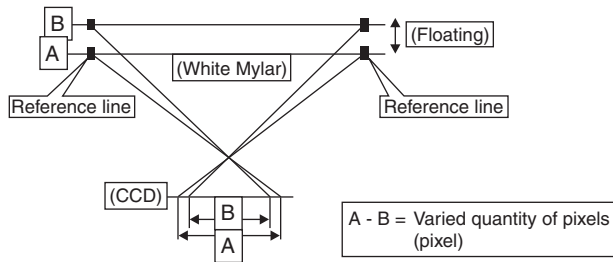 B
(Floating)
A
(White Mylar)
Reference line
Reference line
(CCD)
B
A
A - B = Varied quantity of pixels
(pixel)